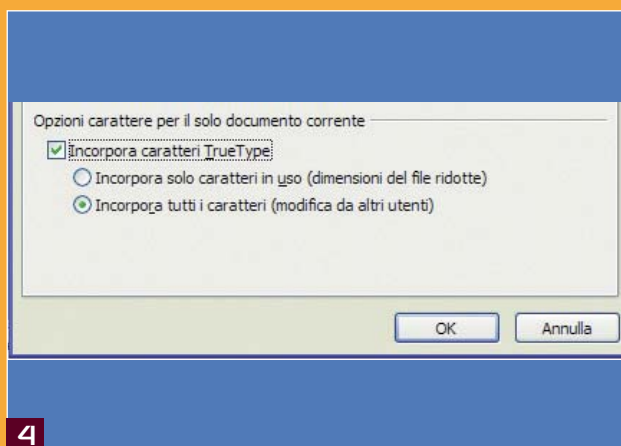 Opzioni carattere per il solo documento corrente
Incorpora caratteri TrueType
Incorpora solo caratteri in uso (dimensioni del file ridotte)
Incorpora tutti i caratteri (modifica da altri utenti)
OK Annulla
4